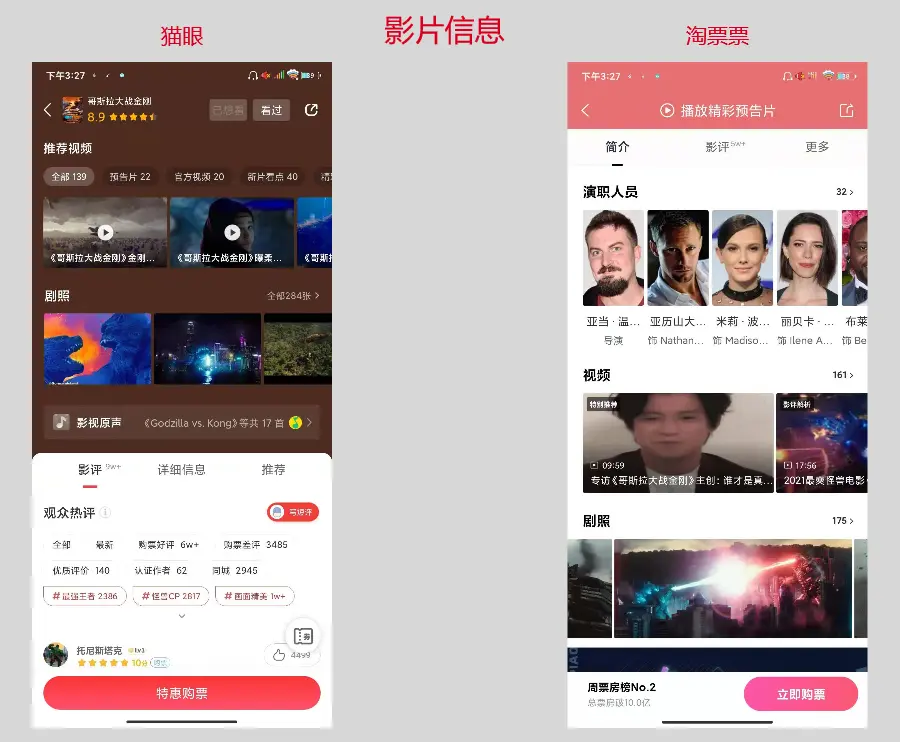 影片信息
猫眼
下午3:27
哥斯拉大战金刚
8.9
已想看
看过
推荐视频
全部 139
预告片 22
官方视频 20
新片看点 40
《哥斯拉大战金刚》金刚...
《哥斯拉大战金刚》曝柔...
《哥斯
剧照
全部284张 >
影视原声
《Godzilla vs. Kong》等共 17 首
影评 9w+
详细信息
推荐
观众热评
写短评
全部 最新 购票好评 6w+ 购票差评 3485
优质评价 140 认证作者 62 同城 2945
#最强王者 2386 #怪兽CP 2817 #画面精美 1w+
托尼斯塔克 Lv3
购票
4499
特惠购票
淘票票
下午3:27
播放精彩预告片
简介
影评 5w+
更多
演职人员
32 >
亚当·温... 亚历山大... 米莉·波... 丽贝卡·... 布莱
导演 饰 Nathan... 饰 Madiso... 饰 Ilene A... 饰 Be
视频
161 >
特别推荐
影评解析
09:59
17:56
专访《哥斯拉大战金刚》主创：谁才是真...
2021最爽怪兽电影
剧照
175 >
周票房榜No.2
总票房破10.0亿
立即购票